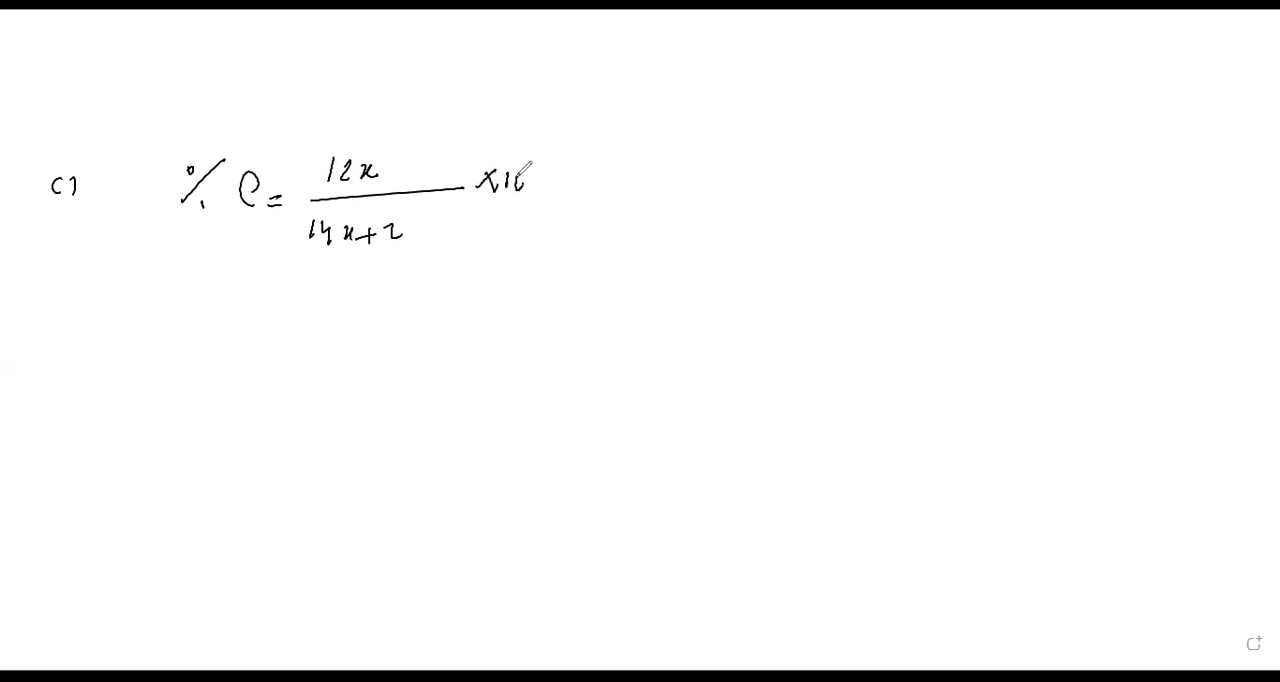 c) % C = 12x / 14x+2 ×10